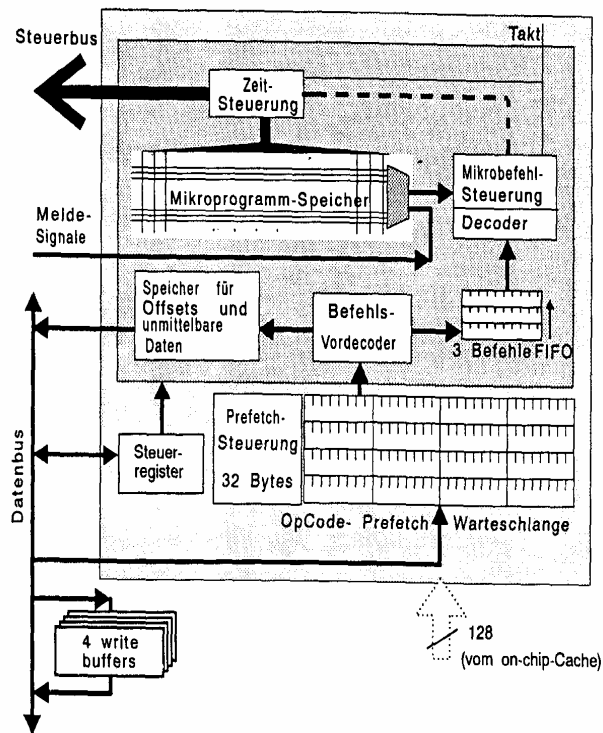 Takt
Steuerbus
Zeit-
Steuerung
Mikroprogramm-Speicher
Mikrobefehl-
Steuerung
Decoder
Melde-
Signale
Speicher für
Offsets und
unmittelbare
Daten
Befehls-
Vordecoder
3 Befehle FIFO
Datenbus
Steuer-
register
Prefetch-
Steuerung
32 Bytes
OpCode- Prefetch Warteschlange
4 write
buffers
128
(vom on-chip-Cache)